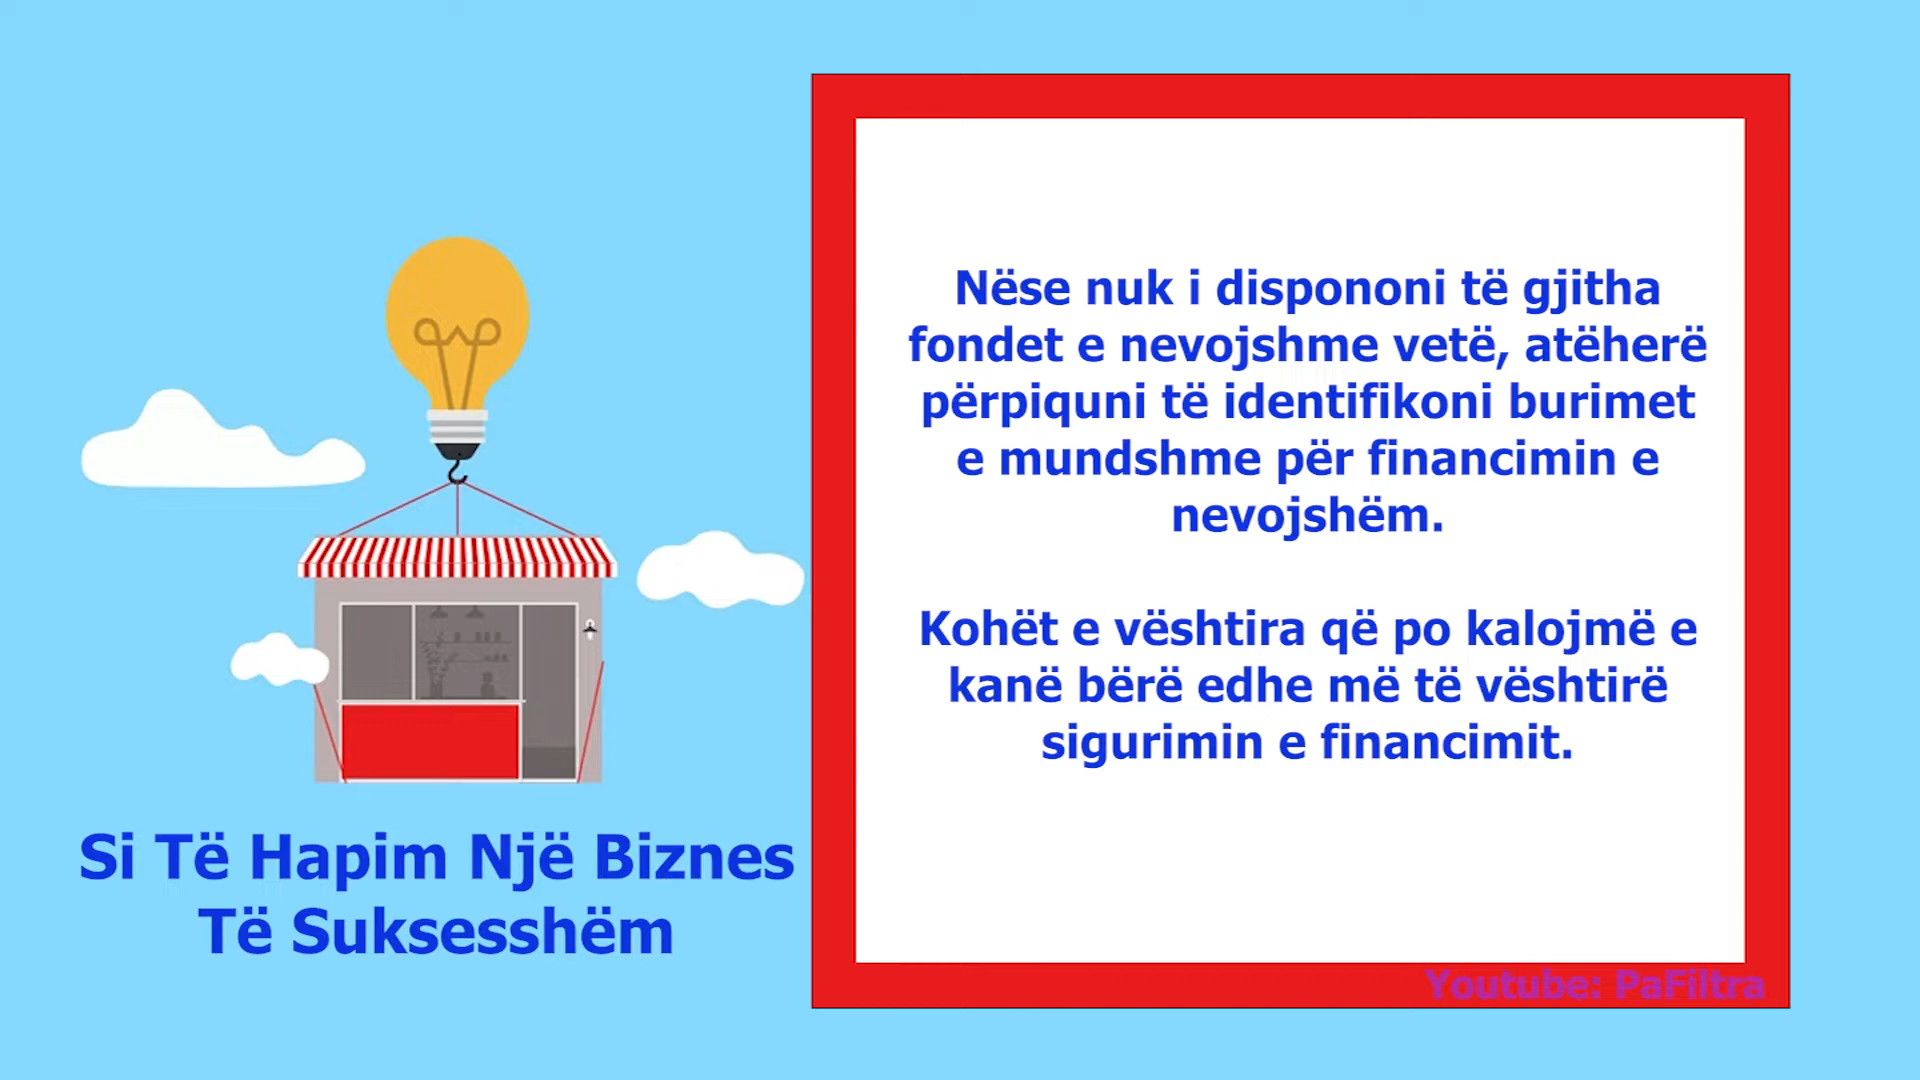 Nëse nuk i dispononi të gjitha
fondet e nevojshme vetë, atëherë
përpiquni të identifikoni burimet
e mundshme për financimin e
nevojshëm.
Kohët e vështira që po kalojmë e
kanë bërë edhe më të vështirë
sigurimin e financimit.
Si Të Hapim Një Biznes
Të Suksesshëm
Youtube: PaFiltra